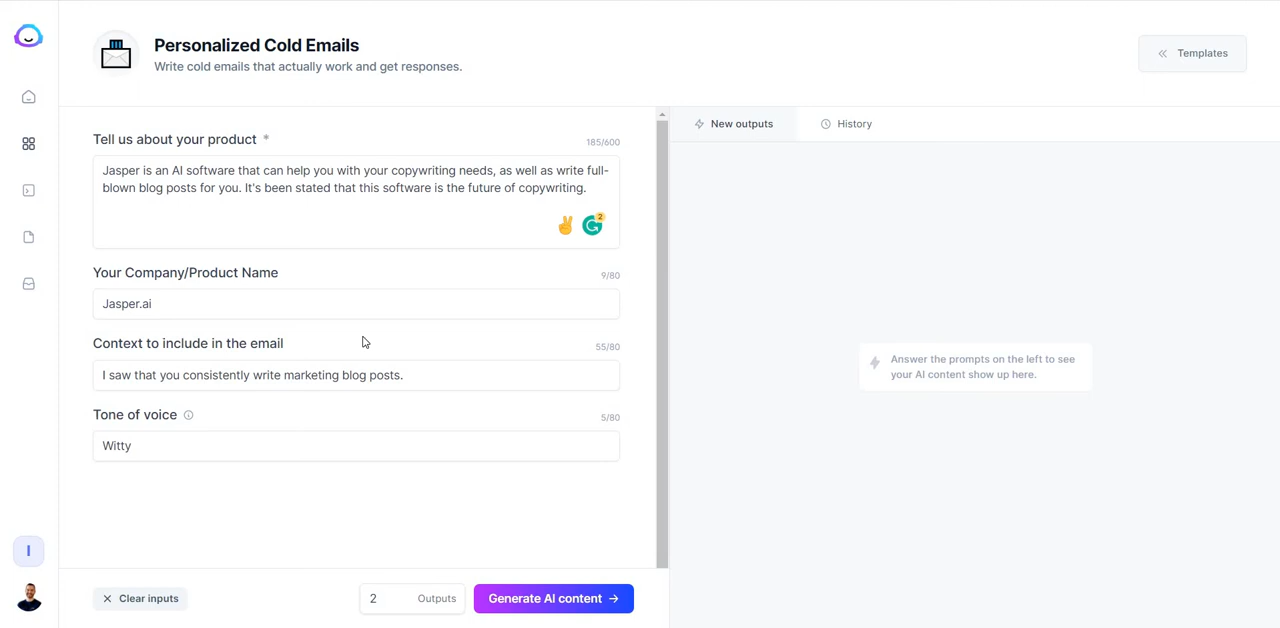 Personalized Cold Emails
Write cold emails that actually work and get responses.
Templates
Tell us about your product *
185/600
Jasper is an AI software that can help you with your copywriting needs, as well as write full-
blown blog posts for you. It's been stated that this software is the future of copywriting.
2
Your Company/Product Name
9/80
Jasper.ai
Context to include in the email
55/80
I saw that you consistently write marketing blog posts.
Tone of voice
5/80
Witty
Clear inputs
2 Outputs
Generate AI content
New outputs
History
Answer the prompts on the left to see
your AI content show up here.
I